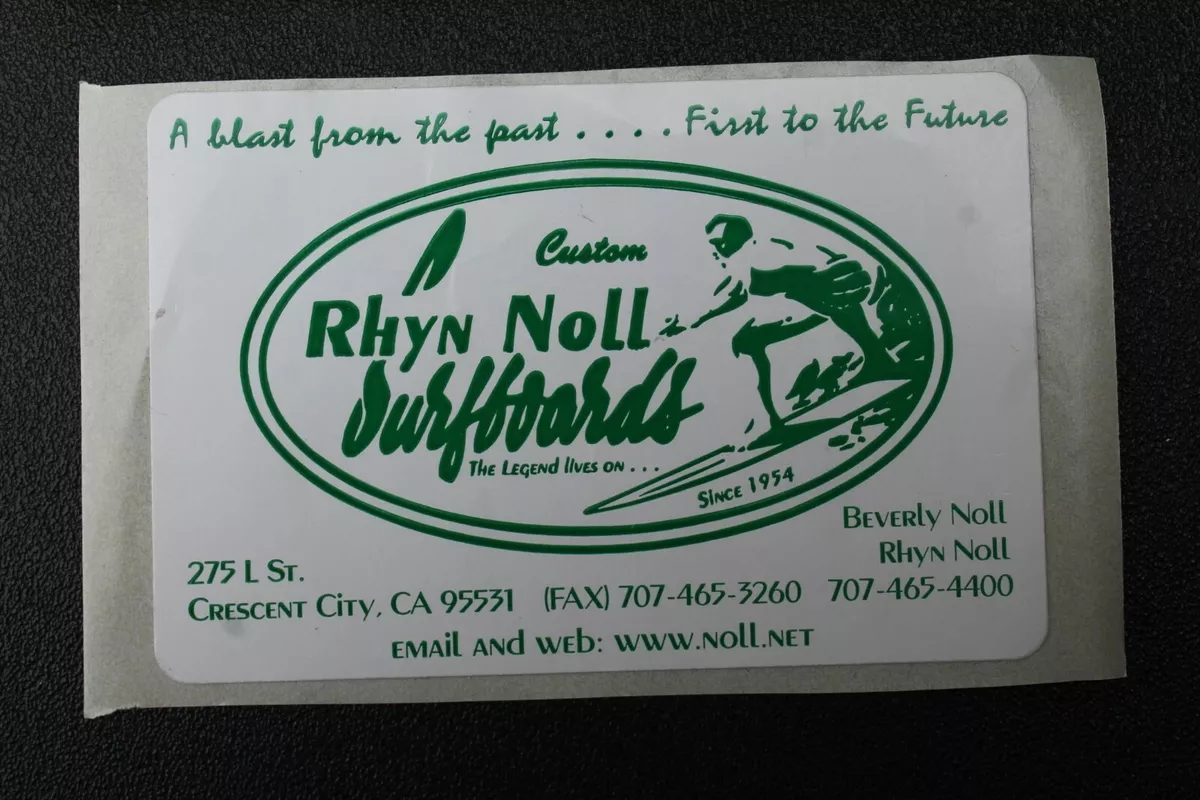 A blast from the past . . . . First to the Future
Custom
Rhyn Noll
Surfboards
The Legend lives on . . .
Since 1954
Beverly Noll
Rhyn Noll
275 L St.
Crescent City, CA 95531 (FAX) 707-465-3260 707-465-4400
email and web: www.noll.net